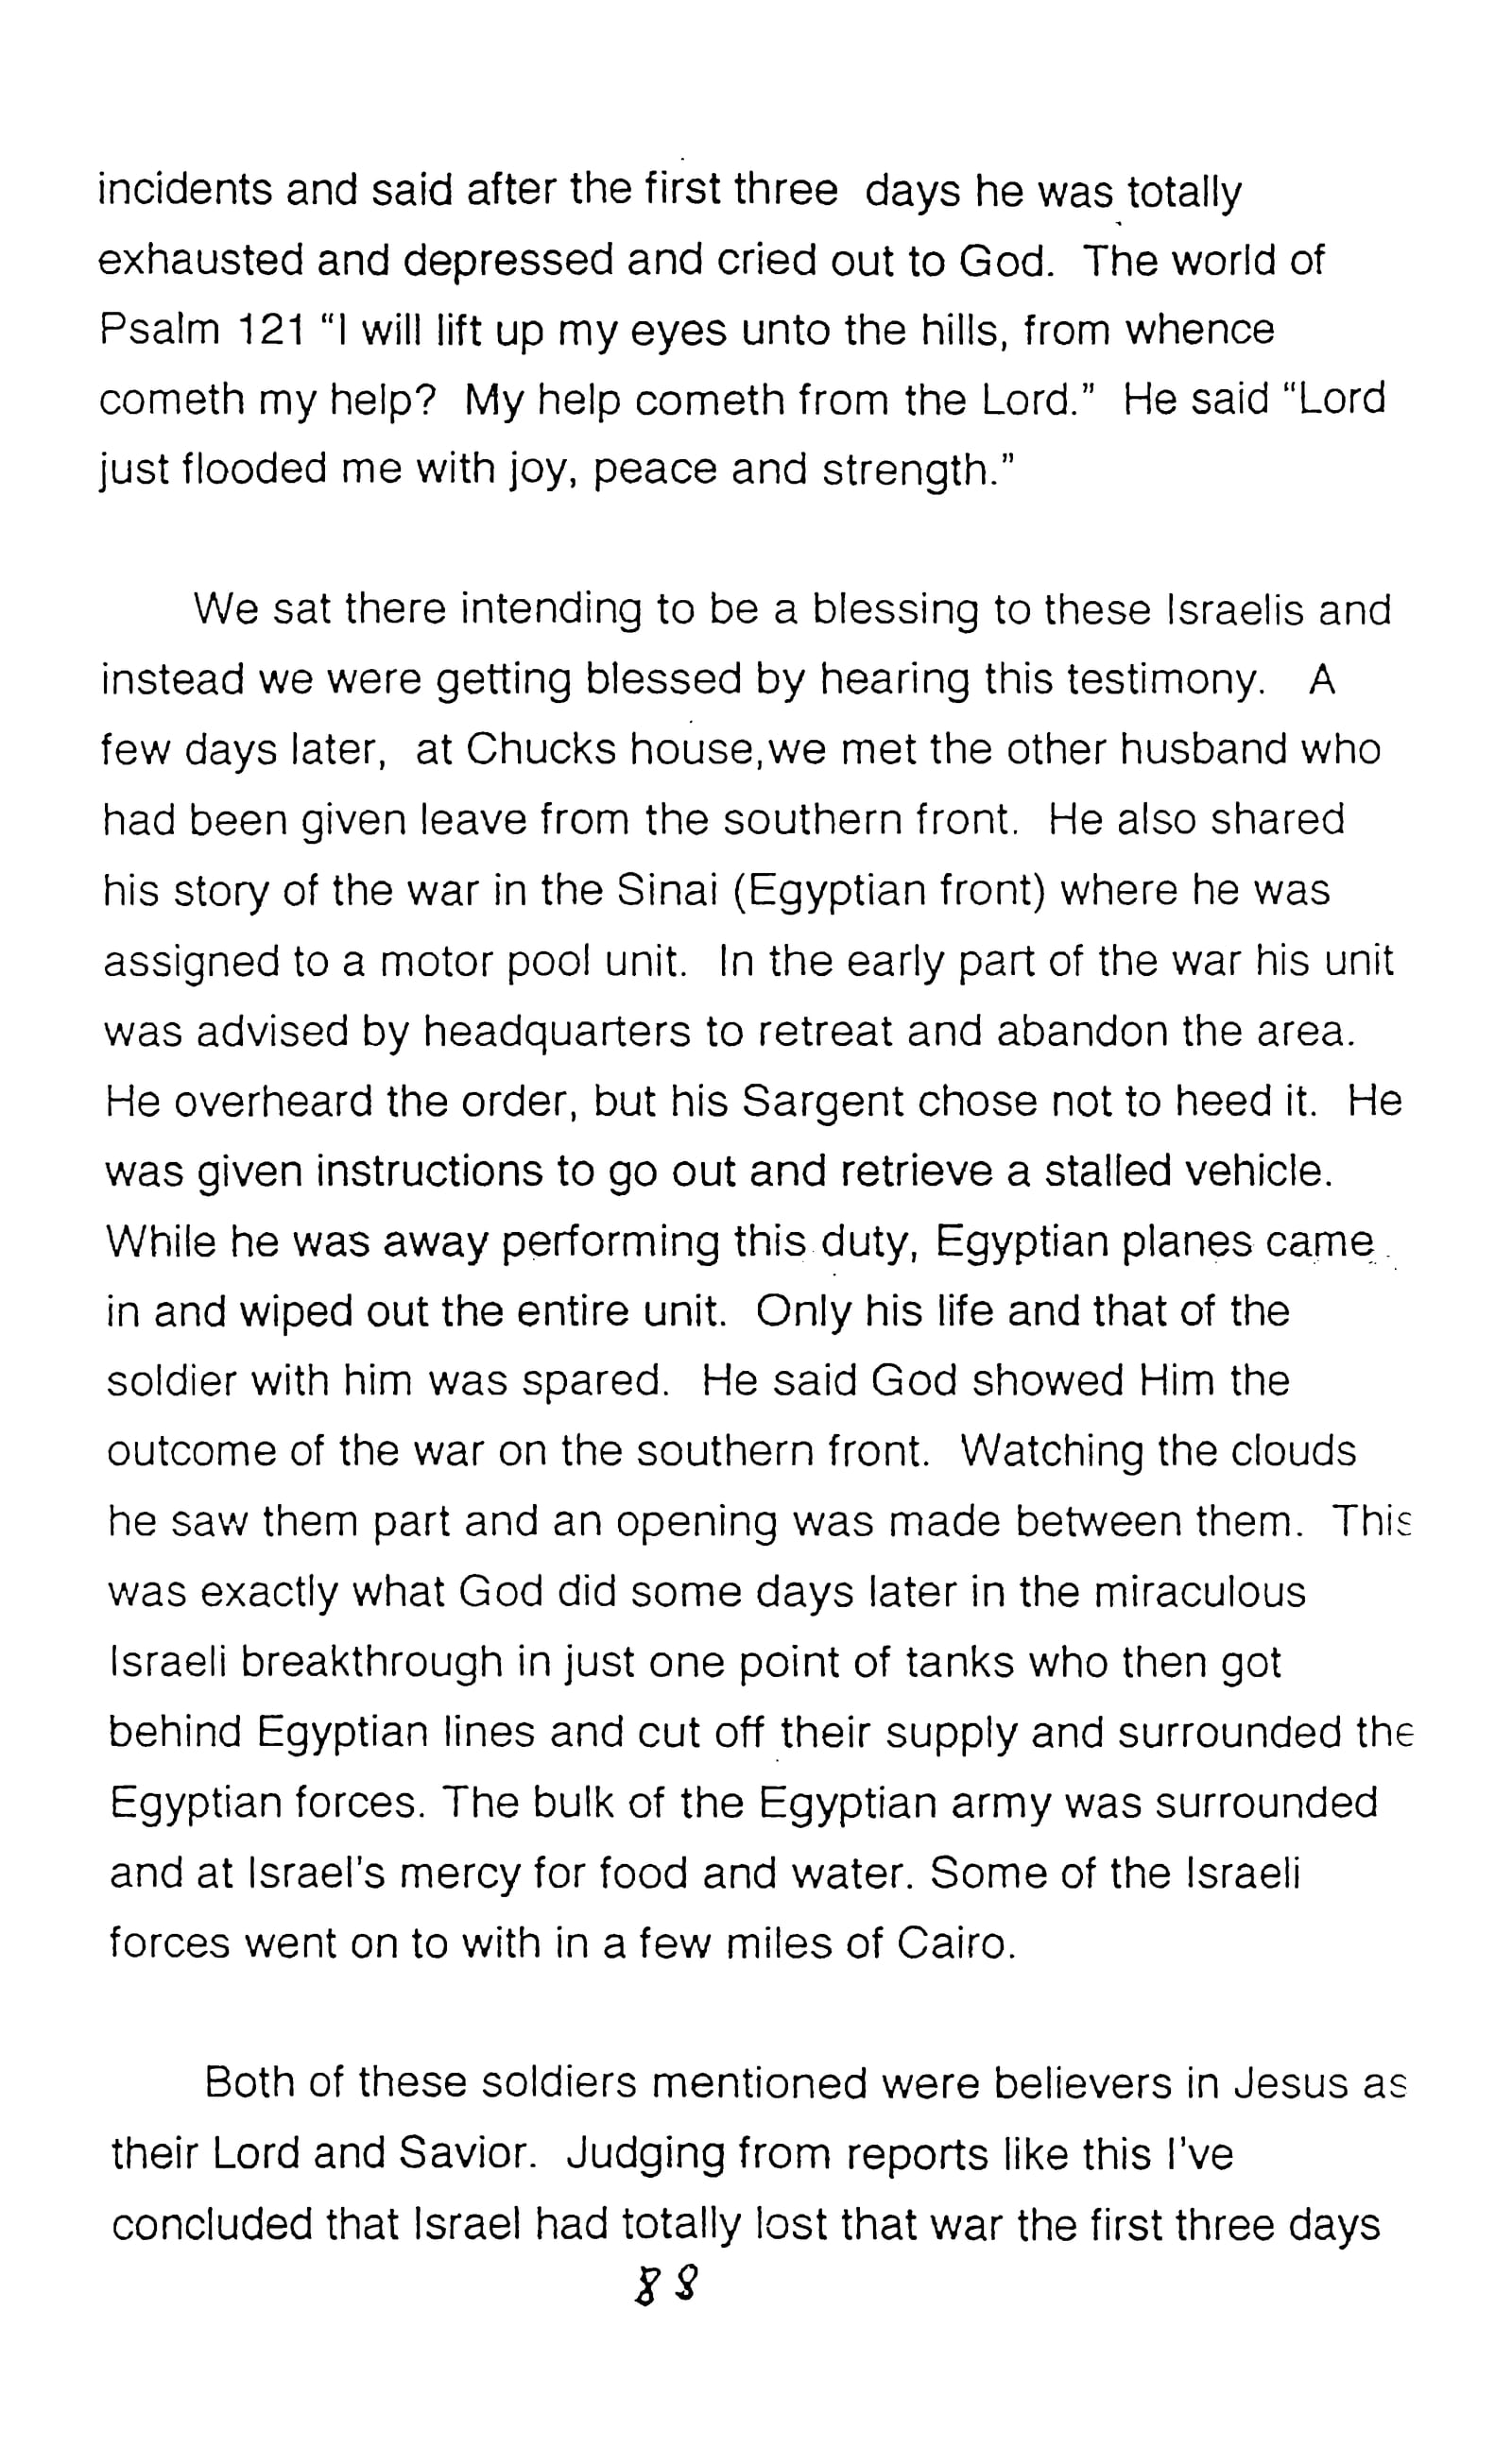 incidents and said after the first three  days he was totally
exhausted and depressed and cried out to God.  The world of
Psalm 121 “I will lift up my eyes unto the hills, from whence
cometh my help?  My help cometh from the Lord.”  He said “Lord
just flooded me with joy, peace and strength.”
We sat there intending to be a blessing to these Israelis and
instead we were getting blessed by hearing this testimony.   A
few days later,  at Chucks house,we met the other husband who
had been given leave from the southern front.  He also shared
his story of the war in the Sinai (Egyptian front) where he was
assigned to a motor pool unit.  In the early part of the war his unit
was advised by headquarters to retreat and abandon the area.
He overheard the order, but his Sargent chose not to heed it.  He
was given instructions to go out and retrieve a stalled vehicle.
While he was away performing this duty, Egyptian planes came
in and wiped out the entire unit.  Only his life and that of the
soldier with him was spared.  He said God showed Him the
outcome of the war on the southern front.  Watching the clouds
he saw them part and an opening was made between them.  This
was exactly what God did some days later in the miraculous
Israeli breakthrough in just one point of tanks who then got
behind Egyptian lines and cut off their supply and surrounded the
Egyptian forces. The bulk of the Egyptian army was surrounded
and at Israel's mercy for food and water. Some of the Israeli
forces went on to with in a few miles of Cairo.
Both of these soldiers mentioned were believers in Jesus as
their Lord and Savior.  Judging from reports like this I've
concluded that Israel had totally lost that war the first three days
88